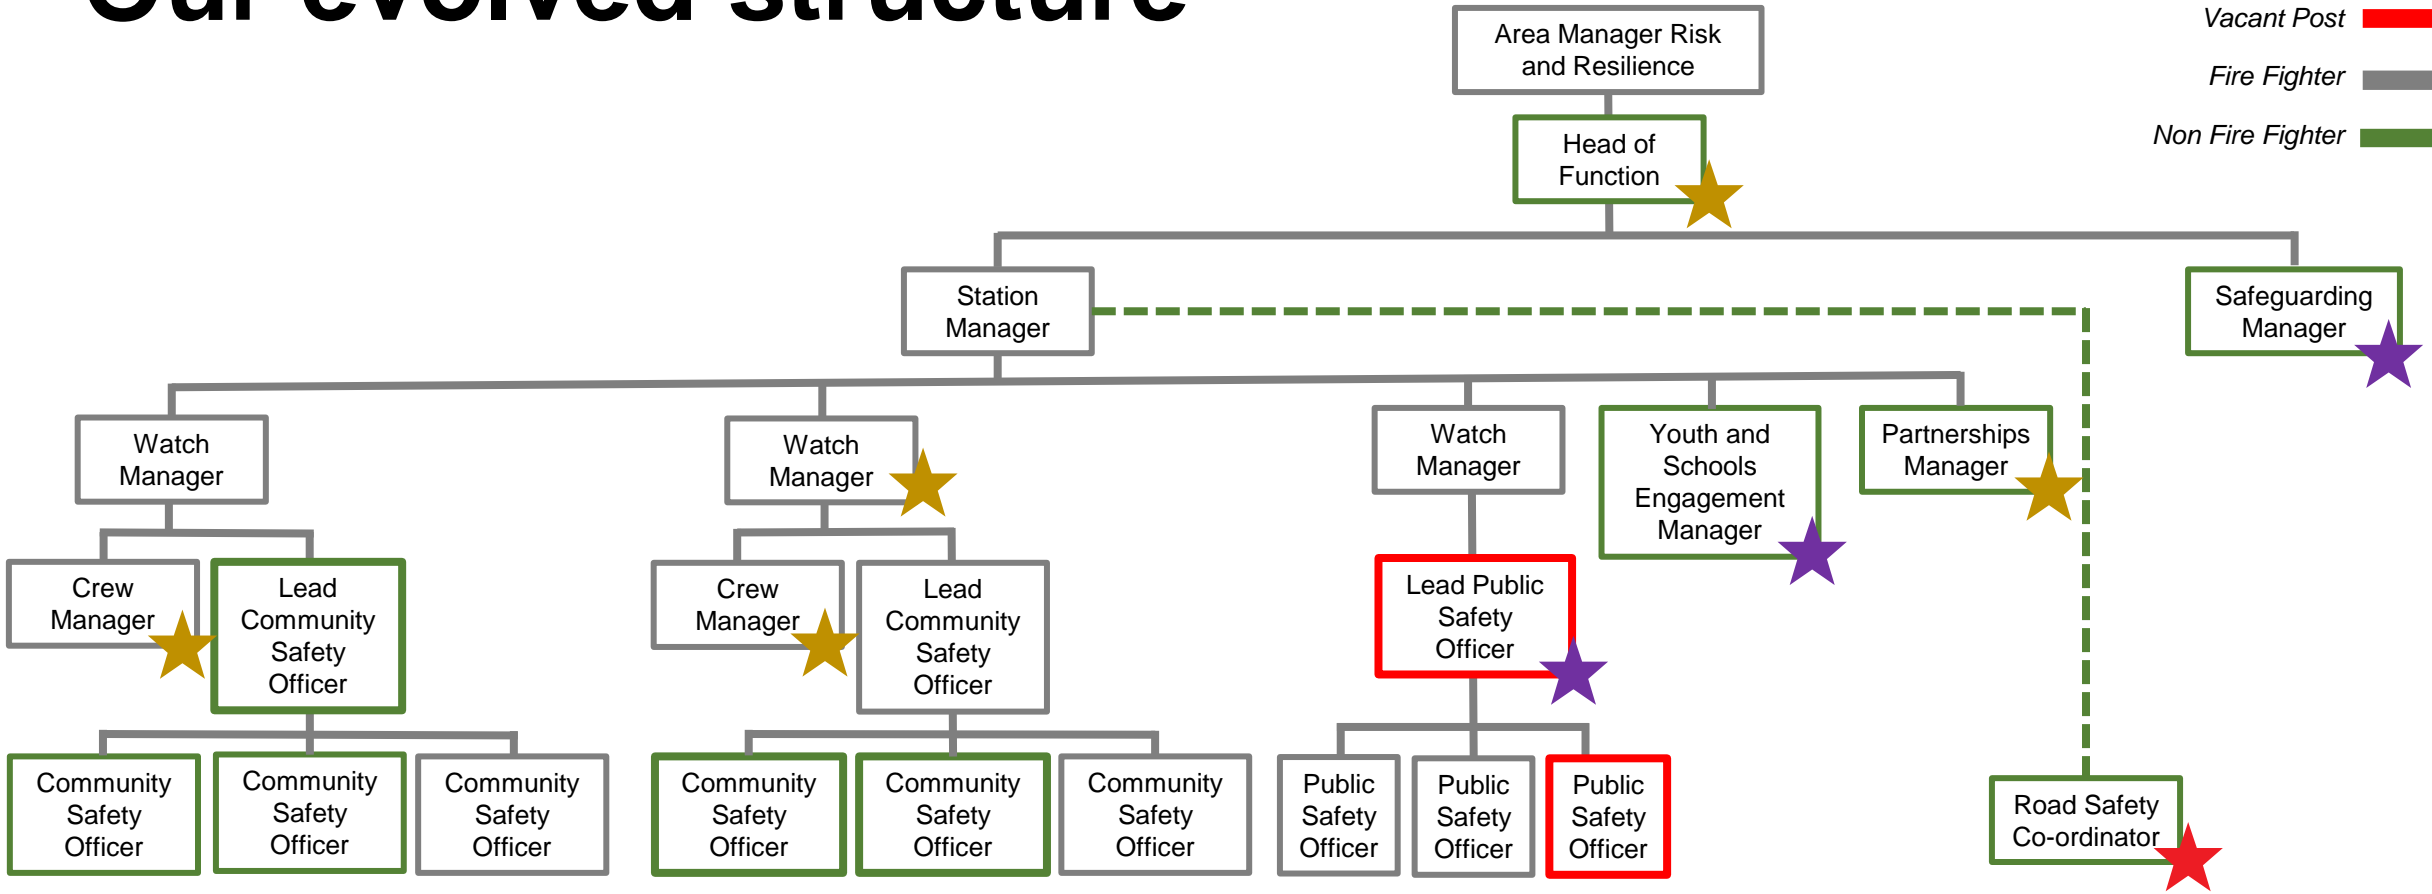 Our evolved structure
Vacant Post
Fire Fighter
Non Fire Fighter
Area Manager Risk
and Resilience
Head of
Function
Station
Manager
Safeguarding
Manager
Watch
Manager
Watch
Manager
Watch
Manager
Youth and
Schools
Engagement
Manager
Partnerships
Manager
Crew
Manager
Lead
Community
Safety
Officer
Crew
Manager
Lead
Community
Safety
Officer
Lead Public
Safety
Officer
Community
Safety
Officer
Community
Safety
Officer
Community
Safety
Officer
Community
Safety
Officer
Community
Safety
Officer
Community
Safety
Officer
Public
Safety
Officer
Public
Safety
Officer
Public
Safety
Officer
Road Safety
Co-ordinator